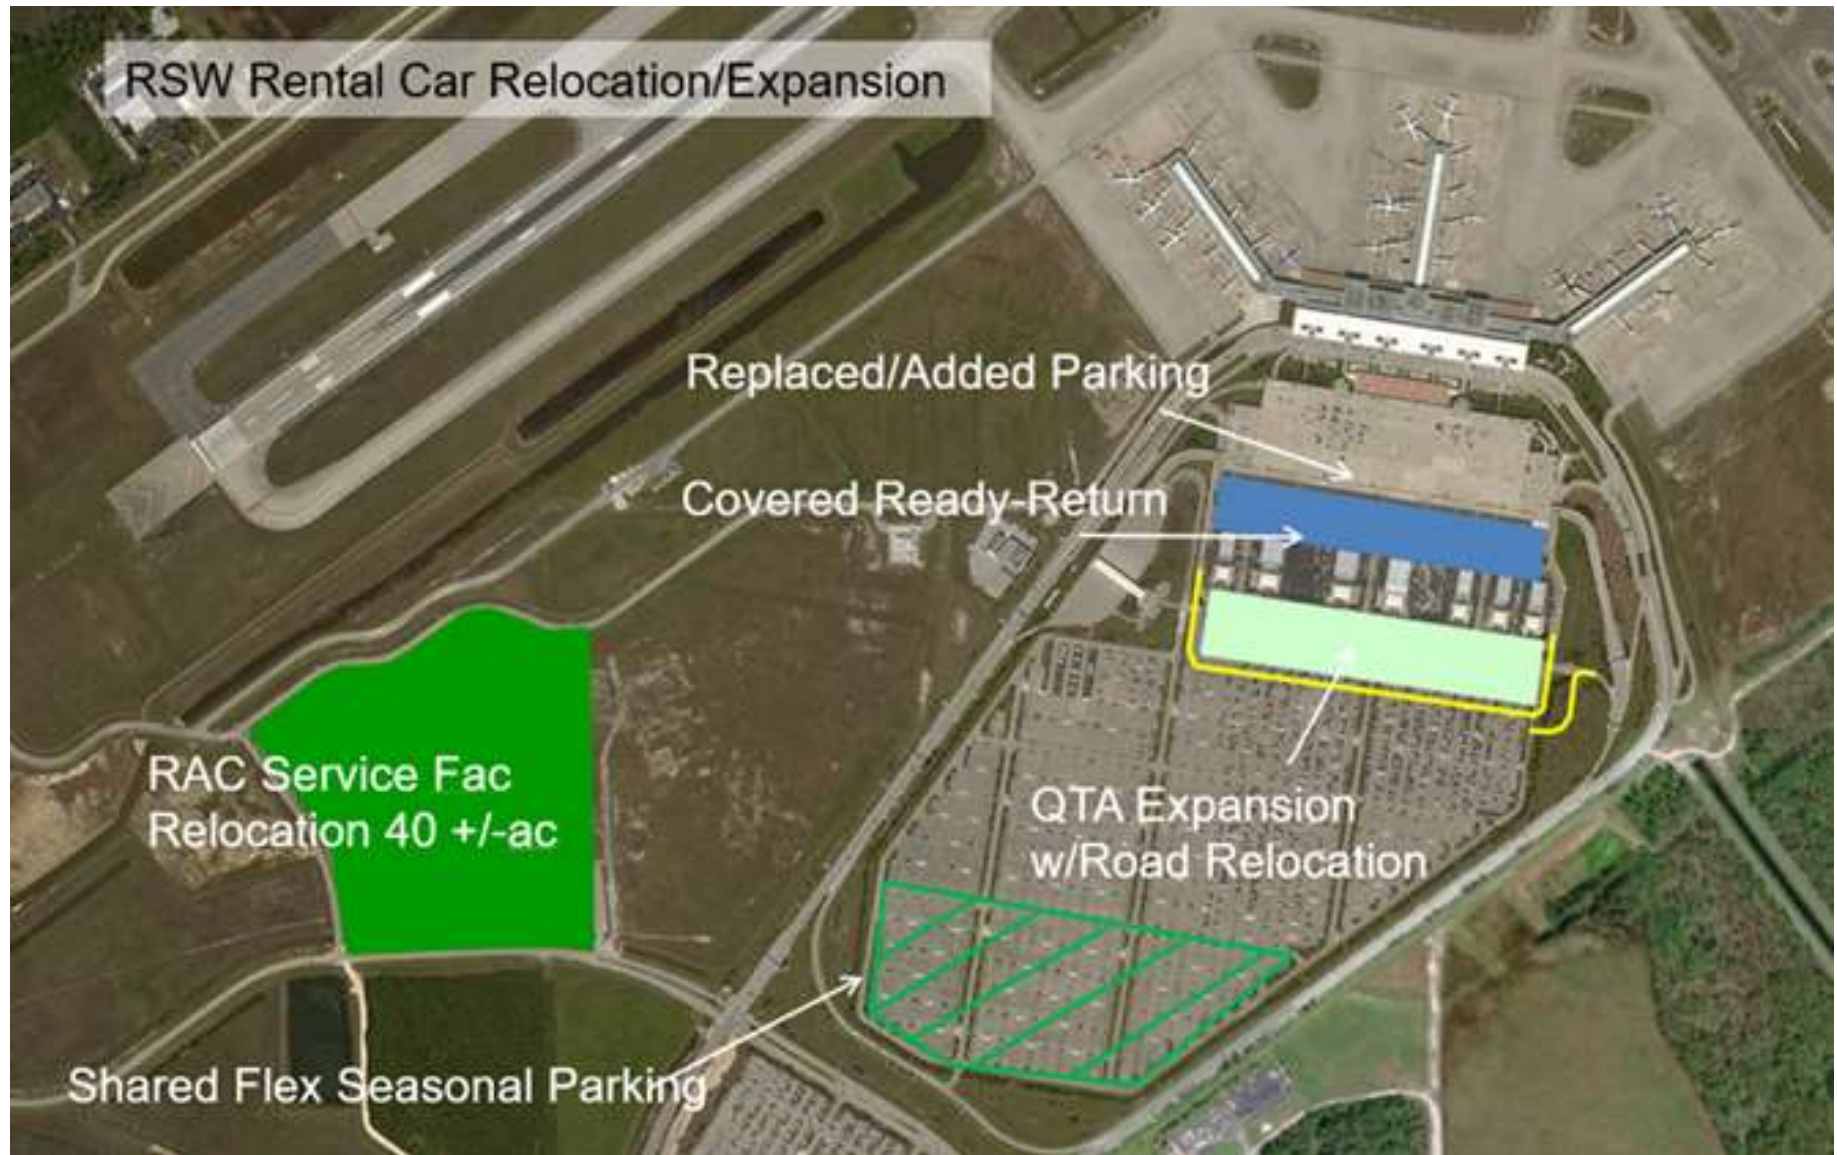 RSW Rental Car Relocation/Expansion
Replaced/Added Parking
Covered Ready-Return
RAC Service Fac
Relocation 40 +/-ac
QTA Expansion
w/Road Relocation
Shared Flex Seasonal Parking